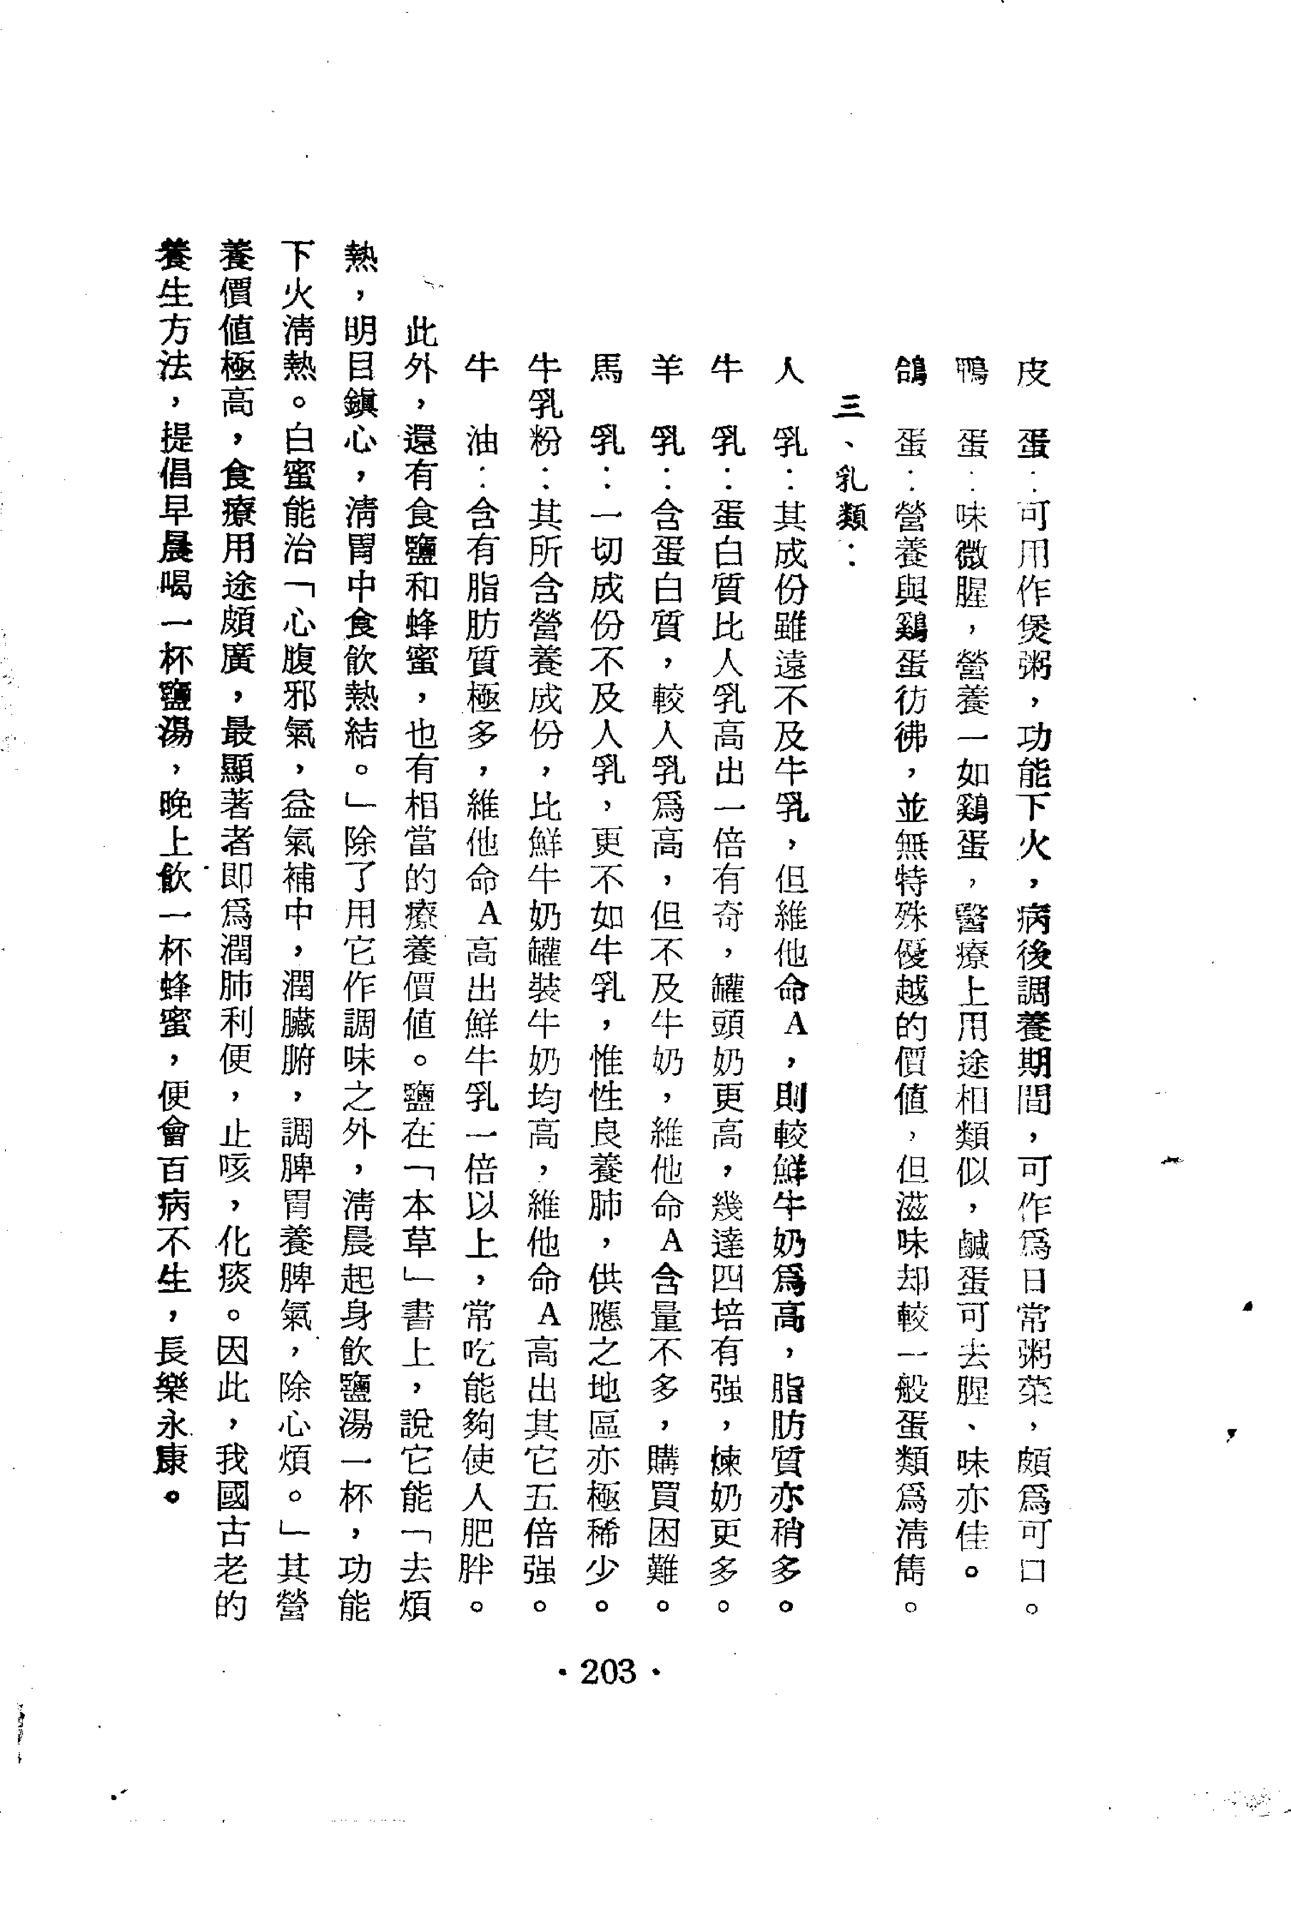 皮　蛋：可用作煲粥，功能下火，病後調養期間，可作爲日常粥菜，頗爲可口。
鴨　蛋：味微腥，營養一如鷄蛋，醫療上用途相類似，鹹蛋可去腥、味亦佳。
鴿　蛋：營養與鷄蛋彷彿，並無特殊優越的價值，但滋味却較一般蛋類爲淸雋。
三、乳類：
人　乳：其成份雖遠不及牛乳，但維他命A，則較鮮牛奶爲高，脂肪質亦稍多。
牛　乳：蛋白質比人乳高出一倍有奇，罐頭奶更高，幾達四培有强，煉奶更多。
羊　乳：含蛋白質，較人乳爲高，但不及牛奶，維他命A含量不多，購買困難。
馬　乳：一切成份不及人乳，更不如牛乳，惟性良養肺，供應之地區亦極稀少。
牛乳粉：其所含營養成份，比鮮牛奶罐裝牛奶均高，維他命A高出其它五倍强。
牛　油：含有脂肪質極多，維他命A高出鮮牛乳一倍以上，常吃能夠使人肥胖。
此外，還有食鹽和蜂蜜，也有相當的療養價値。鹽在「本草」書上，說它能「去煩
熱，明目鎭心，淸胃中食飮熱結。」除了用它作調味之外，淸晨起身飮鹽湯一杯，功能
下火淸熱。白蜜能治「心腹邪氣，益氣補中，潤臟腑，調脾胃養脾氣，除心煩。」其營
養價値極高，食療用途頗廣，最顯著者即爲潤肺利便，止咳，化痰。因此，我國古老的
養生方法，提倡早晨喝一杯鹽湯，晚上飮一杯蜂蜜，便會百病不生，長樂永康。
·203·